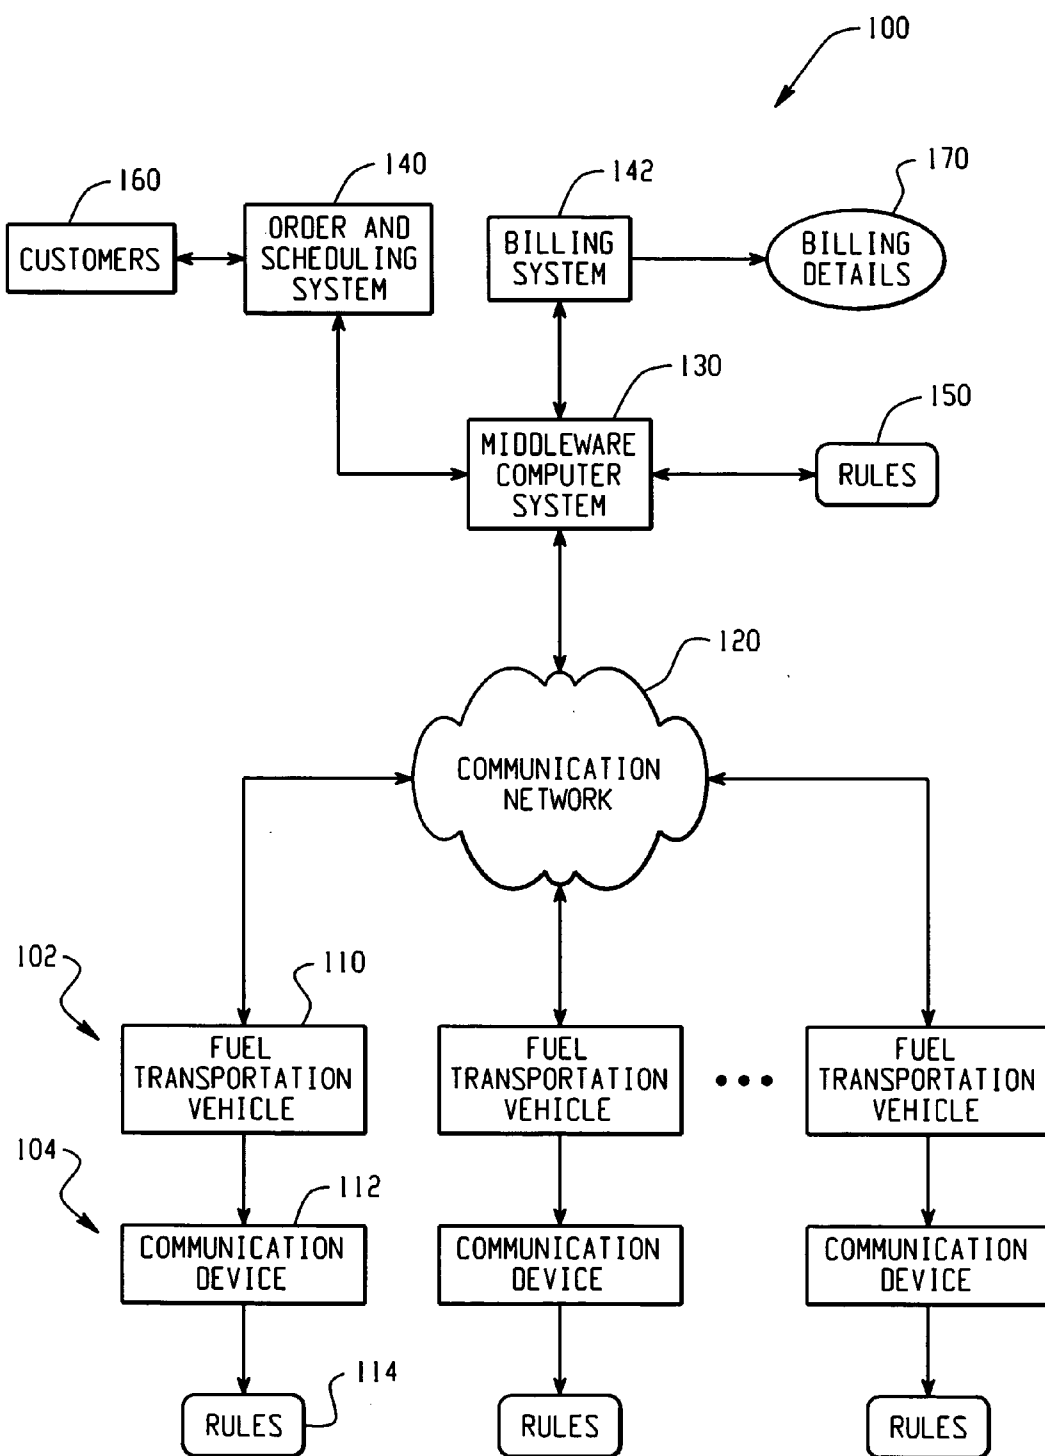 100
160
140
142
170
CUSTOMERS
ORDER AND
SCHEDULING
SYSTEM
BILLING
SYSTEM
BILLING
DETAILS
130
150
MIDDLEWARE
COMPUTER
SYSTEM
RULES
120
COMMUNICATION
NETWORK
102
110
FUEL
TRANSPORTATION
VEHICLE
FUEL
TRANSPORTATION
VEHICLE
FUEL
TRANSPORTATION
VEHICLE
104
112
COMMUNICATION
DEVICE
COMMUNICATION
DEVICE
COMMUNICATION
DEVICE
114
RULES
RULES
RULES